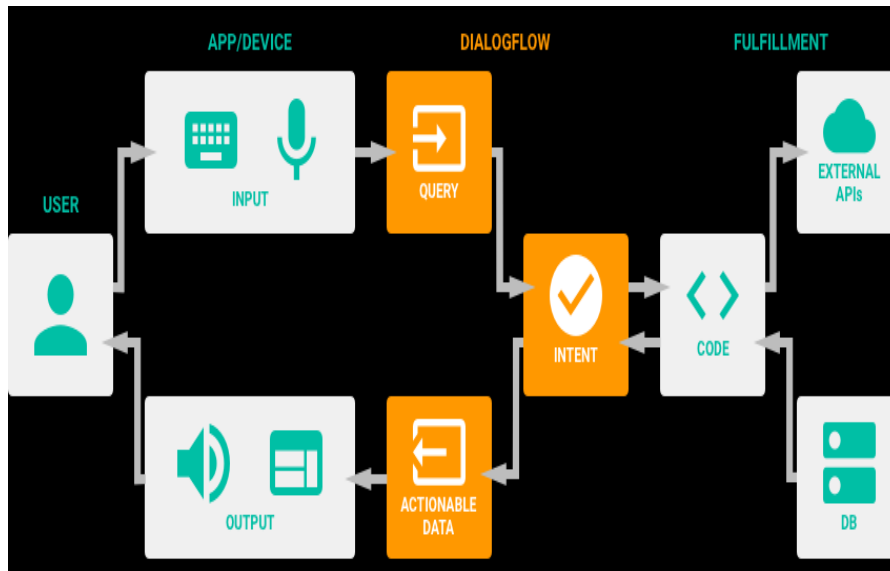 APP/DEVICE
DIALOGFLOW
FULFILLMENT
USER
INPUT
QUERY
EXTERNAL
APIs
INTENT
CODE
OUTPUT
ACTIONABLE
DATA
DB